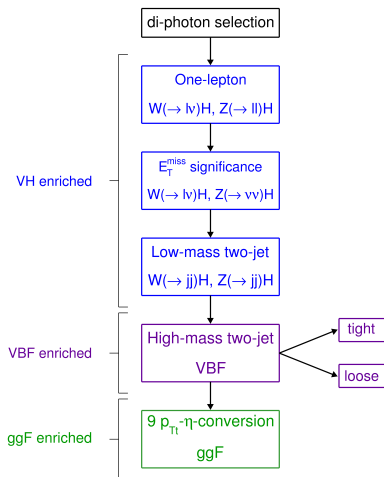 di-photon selection
One-lepton
W(→ lν)H, Z(→ ll)H
VH enriched
E_T^miss significance
W(→ lν)H, Z(→ νν)H
Low-mass two-jet
W(→ jj)H, Z(→ jj)H
VBF enriched
High-mass two-jet
VBF
tight
loose
ggF enriched
9 p_Tt-η-conversion
ggF